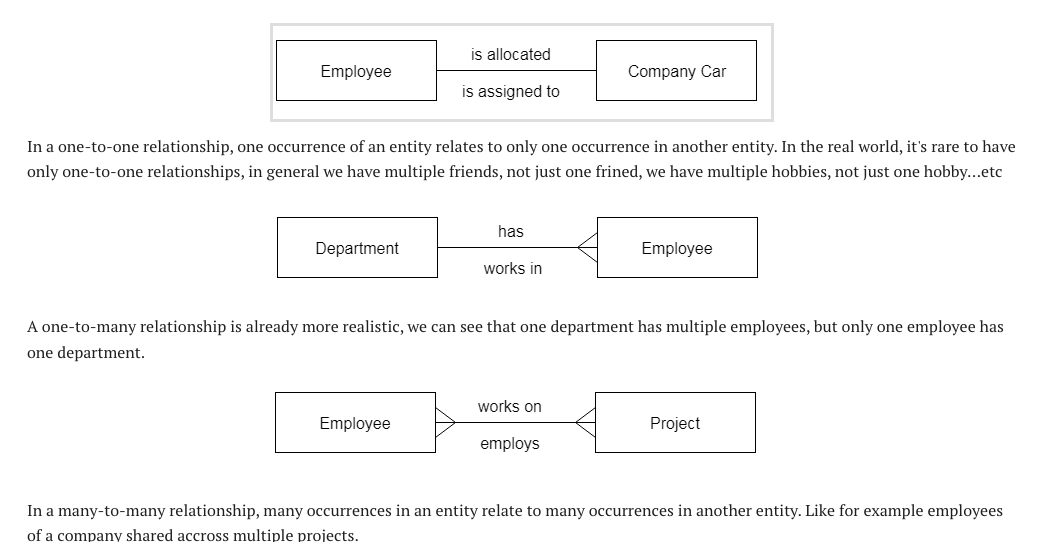 is allocated
Employee
Company Car
is assigned to
In a one-to-one relationship, one occurrence of an entity relates to only one occurrence in another entity. In the real world, it's rare to have
only one-to-one relationships, in general we have multiple friends, not just one frined, we have multiple hobbies, not just one hobby…etc
has
Department
Employee
works in
A one-to-many relationship is already more realistic, we can see that one department has multiple employees, but only one employee has
one department.
works on
Employee
Project
employs
In a many-to-many relationship, many occurrences in an entity relate to many occurrences in another entity. Like for example employees
of a company shared accross multiple projects.